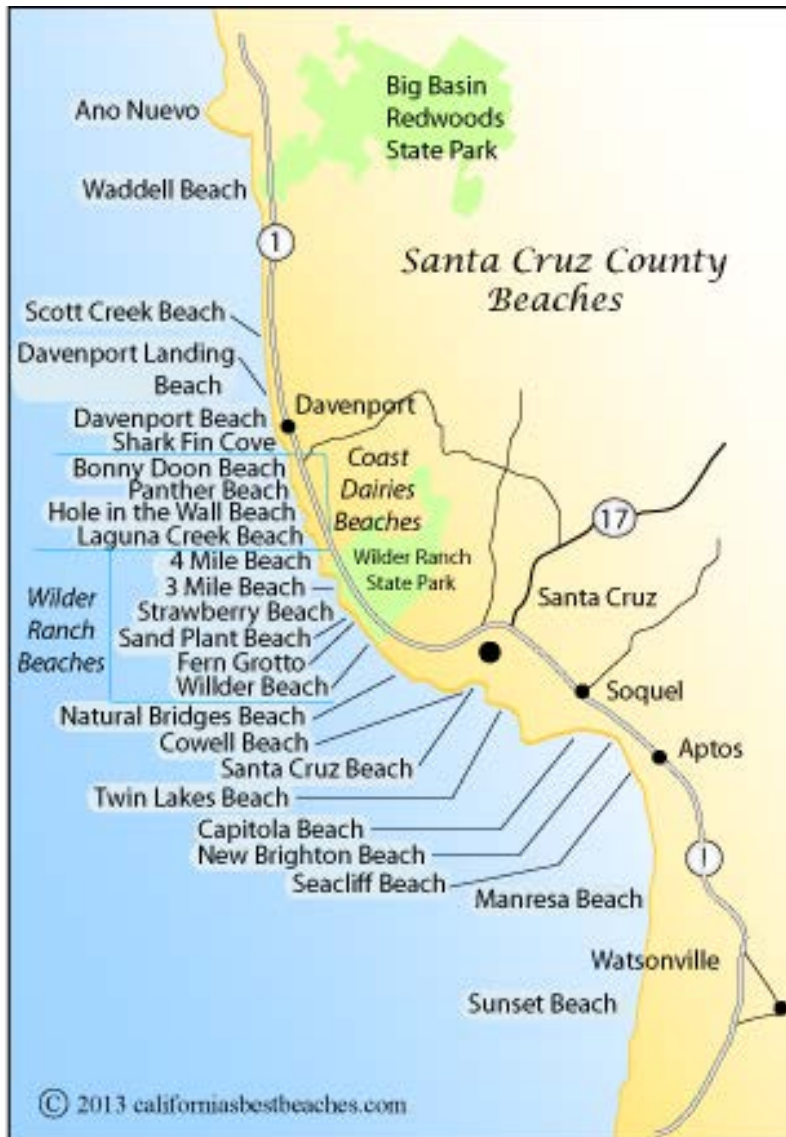 Ano Nuevo
Big Basin
Redwoods
State Park
Waddell Beach
1
Santa Cruz County
Beaches
Scott Creek Beach
Davenport Landing
Beach
Davenport Beach
Davenport
Shark Fin Cove
Bonny Doon Beach
Panther Beach
Hole in the Wall Beach
Laguna Creek Beach
Coast
Dairies
Beaches
17
4 Mile Beach
3 Mile Beach
Strawberry Beach
Sand Plant Beach
Fern Grotto
Willder Beach
Wilder
Ranch
Beaches
Wilder Ranch
State Park
Santa Cruz
Natural Bridges Beach
Cowell Beach
Santa Cruz Beach
Twin Lakes Beach
Soquel
Aptos
Capitola Beach
New Brighton Beach
Seacliff Beach
1
Manresa Beach
Watsonville
Sunset Beach
© 2013 californiasbestbeaches.com